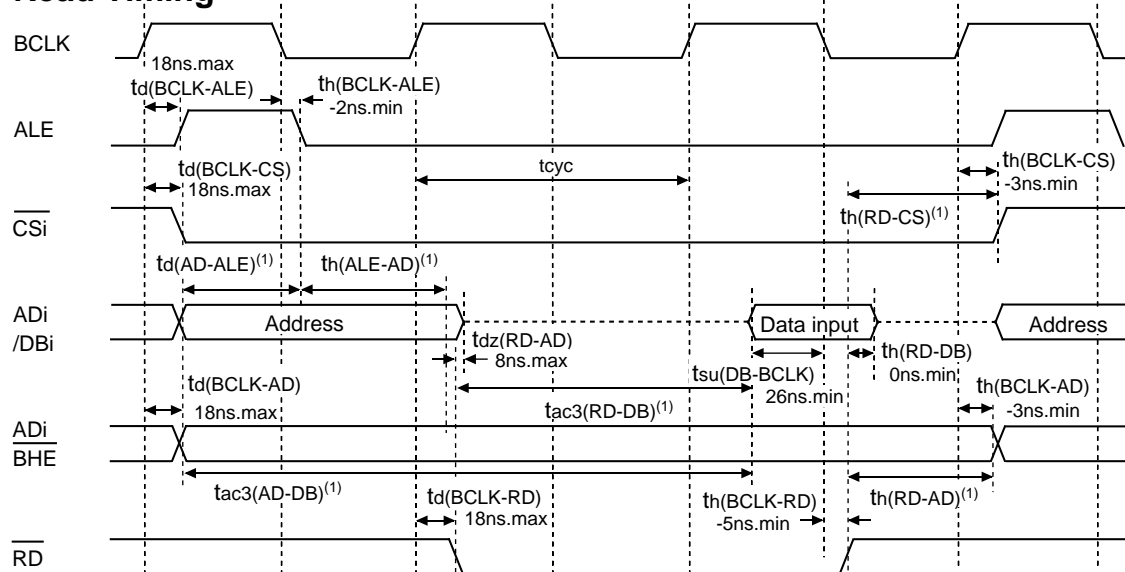 Read Timing
BCLK
18ns.max
td(BCLK-ALE)
th(BCLK-ALE)
-2ns.min
ALE
td(BCLK-CS)
18ns.max
tcyc
th(BCLK-CS)
-3ns.min
th(RD-CS)(1)
CSi
td(AD-ALE)(1)
th(ALE-AD)(1)
ADi
/DBi
Address
Data input
Address
tdz(RD-AD)
8ns.max
th(RD-DB)
0ns.min
tsu(DB-BCLK)
26ns.min
td(BCLK-AD)
18ns.max
tac3(RD-DB)(1)
th(BCLK-AD)
-3ns.min
ADi
BHE
tac3(AD-DB)(1)
td(BCLK-RD)
18ns.max
th(BCLK-RD)
-5ns.min
th(RD-AD)(1)
RD